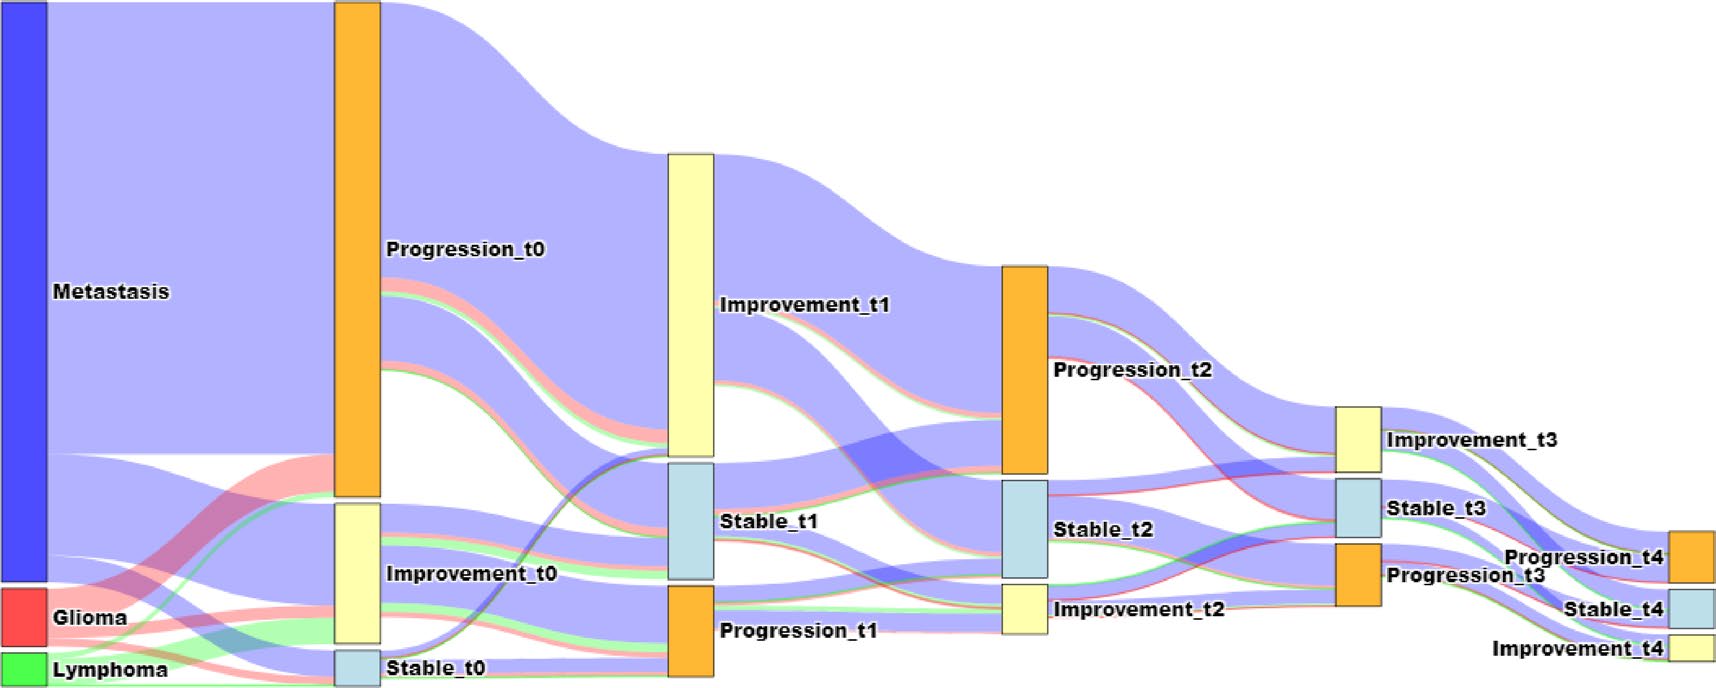 Metastasis
Glioma
Lymphoma
Progression_t0
Improvement_t0
Stable_t0
Improvement_t1
Stable_t1
Progression_t1
Progression_t2
Stable_t2
Improvement_t2
Improvement_t3
Stable_t3
Progression_t3
Progression_t4
Stable_t4
Improvement_t4